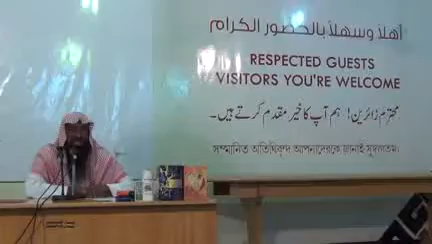 أهلاً وسهلاً بالحضور الكرام
RESPECTED GUESTS
VISITORS YOU'RE WELCOME
محترم زائرین! ہم آپ کا خیر مقدم کرتے ہیں۔
সম্মানিত অতিথিবৃন্দ আপনাদেরকে জানাই সুস্বাগতম।